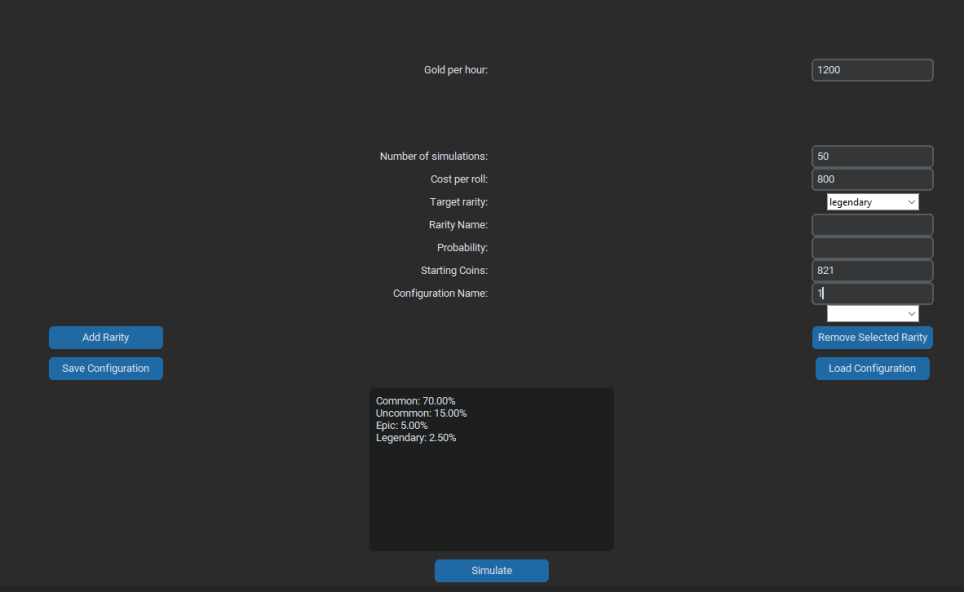 Gold per hour: 1200
Number of simulations: 50
Cost per roll: 800
Target rarity: legendary
Rarity Name:
Probability:
Starting Coins: 821
Configuration Name: 1
Add Rarity Remove Selected Rarity
Save Configuration Load Configuration
Common: 70.00%
Uncommon: 15.00%
Epic: 5.00%
Legendary: 2.50%
Simulate